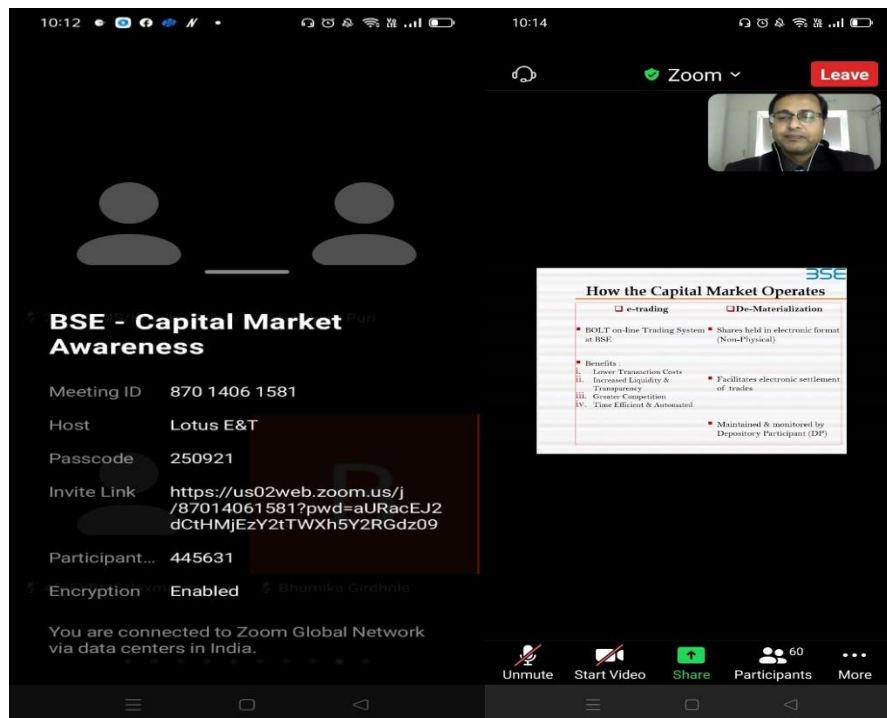 10:12
BSE - Capital Market
Awareness
Meeting ID 870 1406 1581
Host Lotus E&T
Passcode 250921
Invite Link https://us02web.zoom.us/j
/87014061581?pwd=aURacEJ2
dCtHMjEzY2tTWXh5Y2RGdz09
Participant... 445631
Encryption Enabled
Bhumika Girdhole
You are connected to Zoom Global Network
via data centers in India.
10:14
Zoom
Leave
BSE
How the Capital Market Operates
e-trading
BOLT on-line Trading System
at BSE
Benefits :
i. Lower Transaction Costs
ii. Increased Liquidity &
Transparency
iii. Greater Competition
iv. Time Efficient & Automated
De-Materialization
Shares held in electronic format
(Non-Physical)
Facilitates electronic settlement
of trades
Maintained & monitored by
Depository Participant (DP)
60
Unmute Start Video Share Participants More